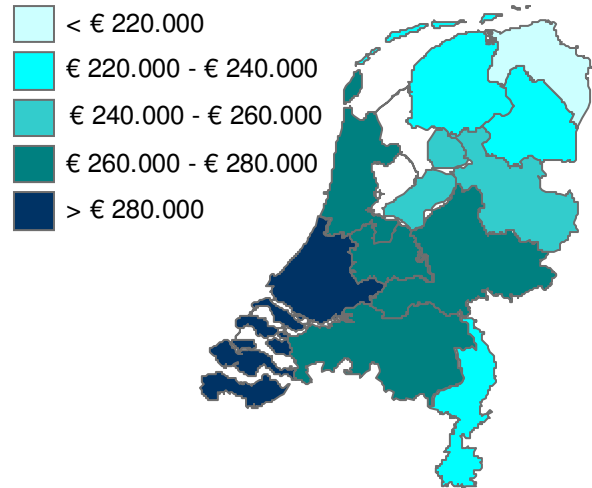 < € 220.000
€ 220.000 - € 240.000
€ 240.000 - € 260.000
€ 260.000 - € 280.000
> € 280.000